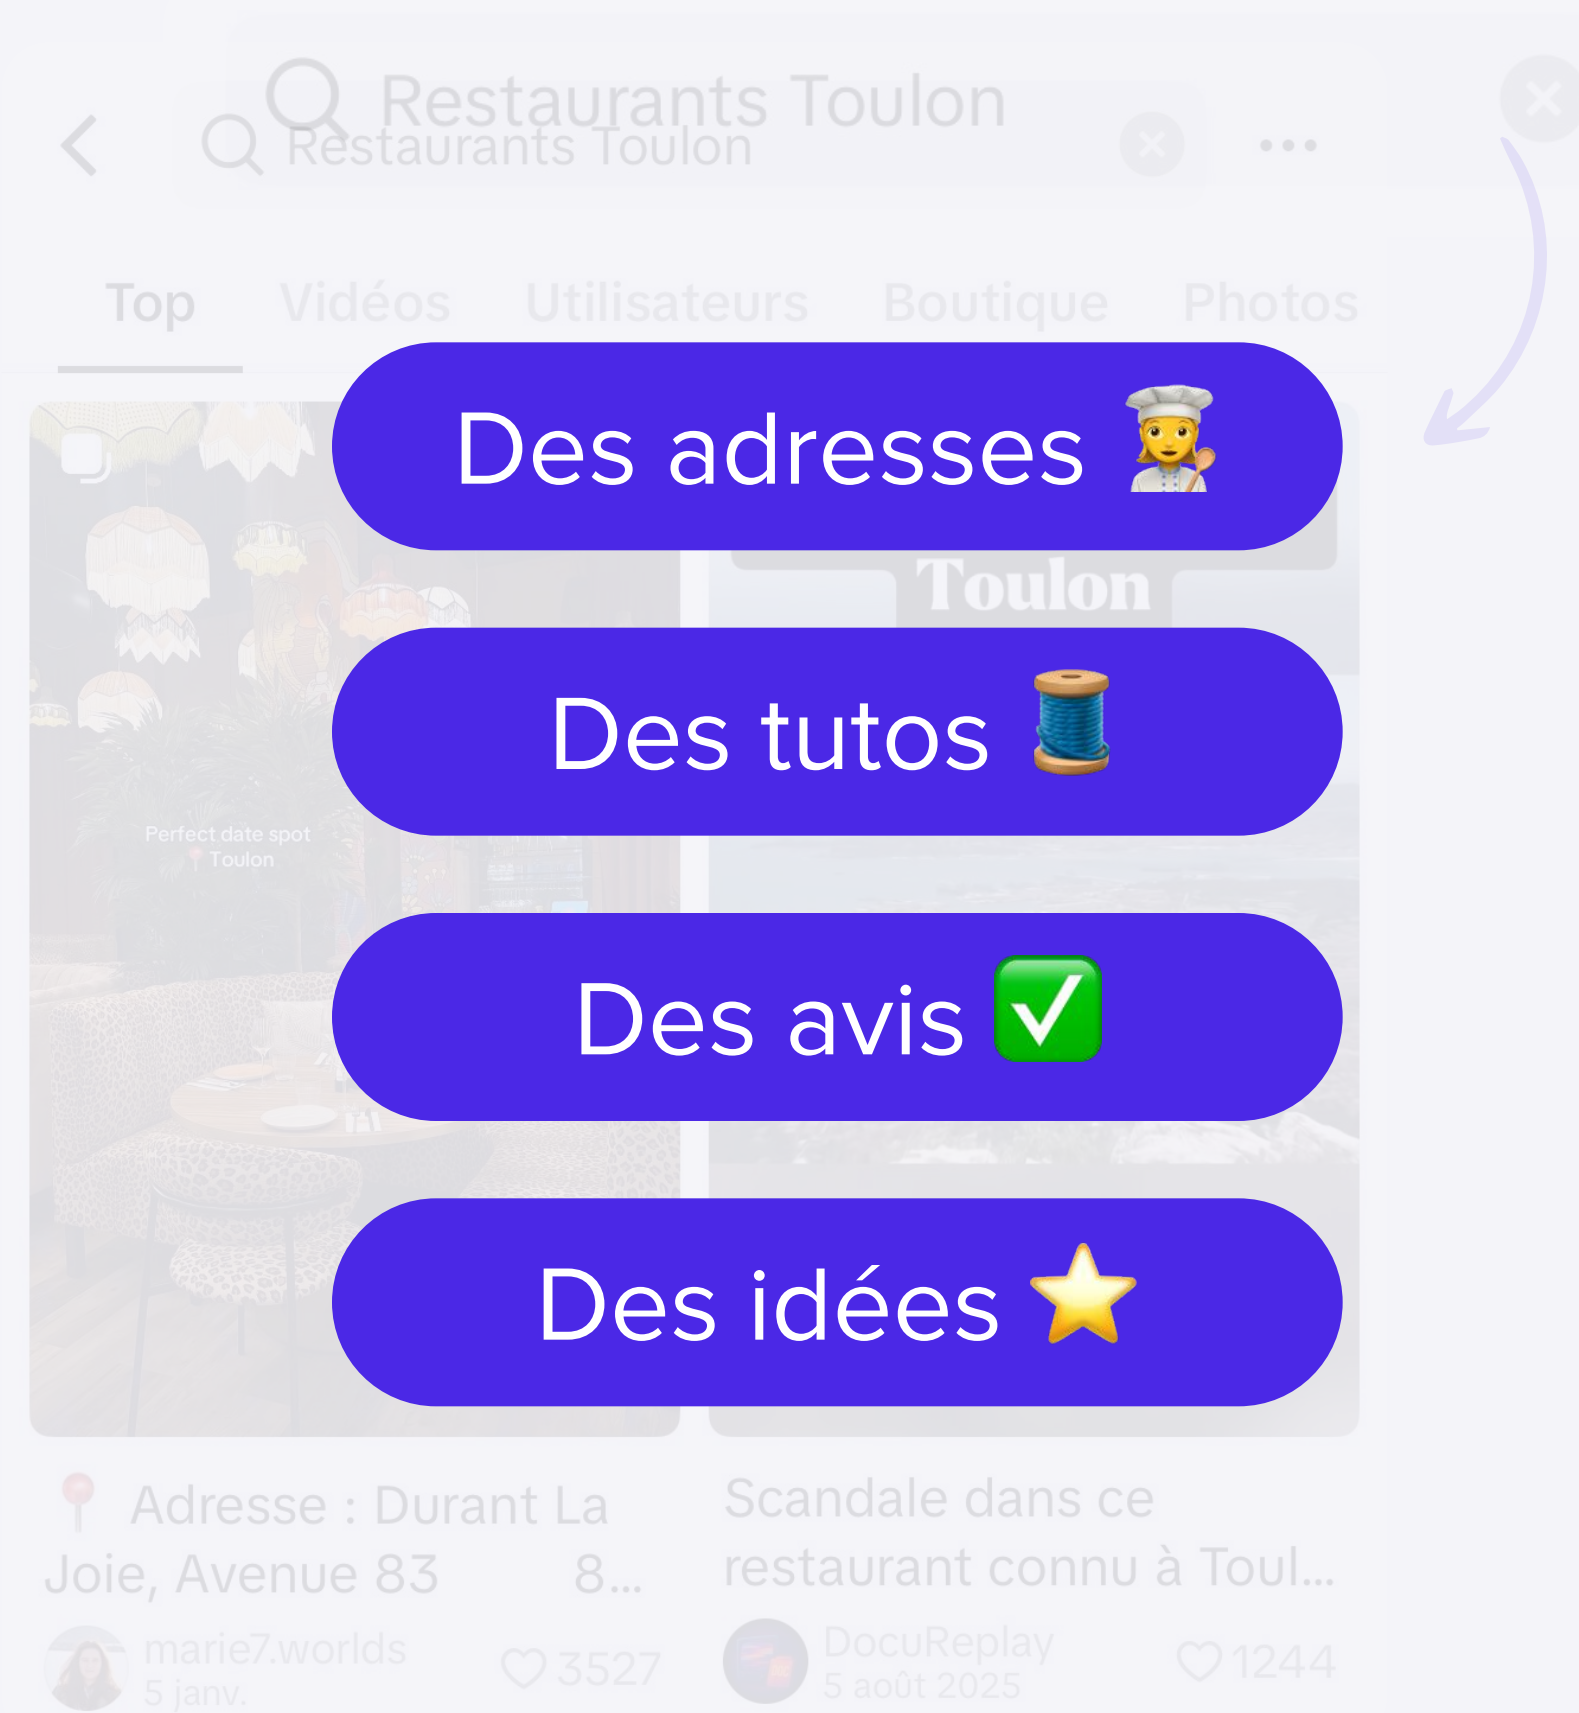 Restaurants Toulon
Restaurants Toulon
Top Vidéos Utilisateurs Boutique Photos
Des adresses 👩‍🍳
Toulon
Des tutos 🧵
Perfect date spot
📍 Toulon
Des avis ✅
Des idées ⭐
📍 Adresse : Durant La
Joie, Avenue 83 8...
marie7.worlds
5 janv.
3527
Scandale dans ce
restaurant connu à Toul...
DocuReplay
5 août 2025
1244